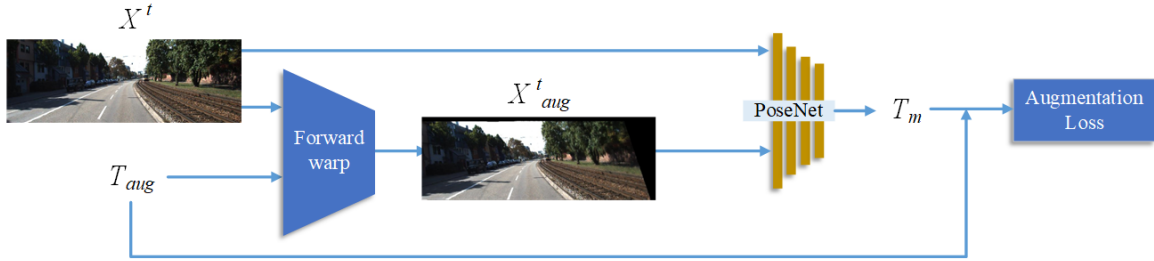 X^t
X^t_aug
Forward
warp
T_aug
PoseNet
T_m
Augmentation
Loss